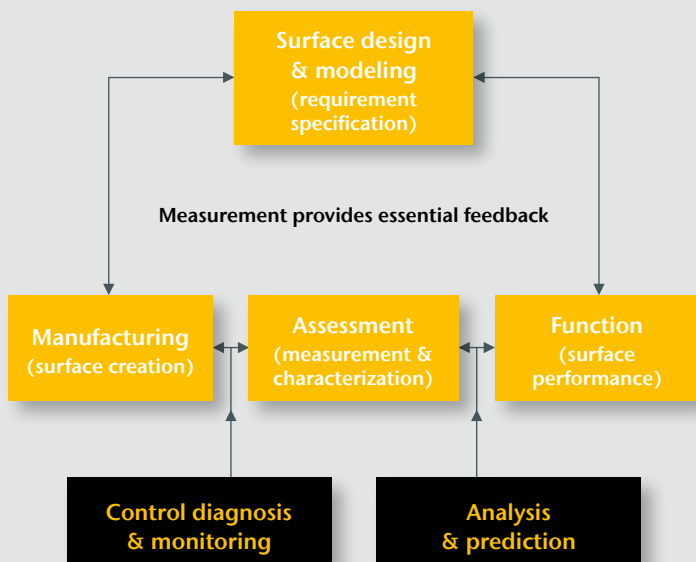 Surface design
& modeling
(requirement
specification)
Measurement provides essential feedback
Manufacturing
(surface creation)
Assessment
(measurement &
characterization)
Function
(surface
performance)
Control diagnosis
& monitoring
Analysis
& prediction